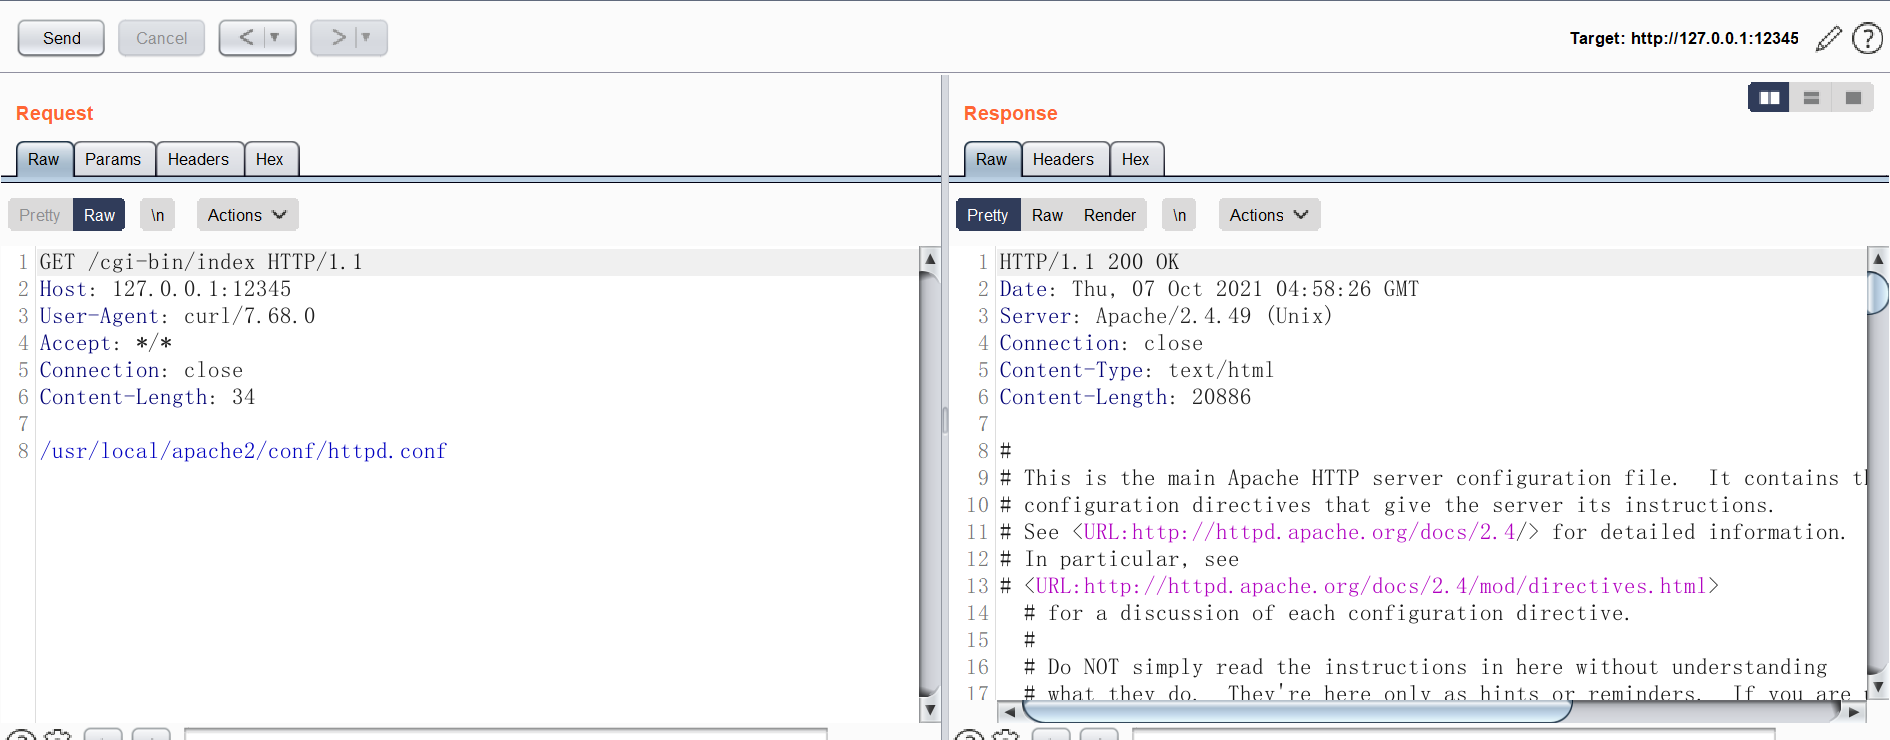 Send Cancel < > Target: http://127.0.0.1:12345 ?
Request
Raw Params Headers Hex
Pretty Raw \n Actions
1 GET /cgi-bin/index HTTP/1.1
2 Host: 127.0.0.1:12345
3 User-Agent: curl/7.68.0
4 Accept: */*
5 Connection: close
6 Content-Length: 34
7
8 /usr/local/apache2/conf/httpd.conf
Response
Raw Headers Hex
Pretty Raw Render \n Actions
1 HTTP/1.1 200 OK
2 Date: Thu, 07 Oct 2021 04:58:26 GMT
3 Server: Apache/2.4.49 (Unix)
4 Connection: close
5 Content-Type: text/html
6 Content-Length: 20886
7
8 #
9 # This is the main Apache HTTP server configuration file.  It contains
10 # configuration directives that give the server its instructions.
11 # See <URL:http://httpd.apache.org/docs/2.4/> for detailed information.
12 # In particular, see
13 # <URL:http://httpd.apache.org/docs/2.4/mod/directives.html>
14 # for a discussion of each configuration directive.
15 #
16 # Do NOT simply read the instructions in here without understanding
17 # what they do.  They're here only as hints or reminders.  If you are